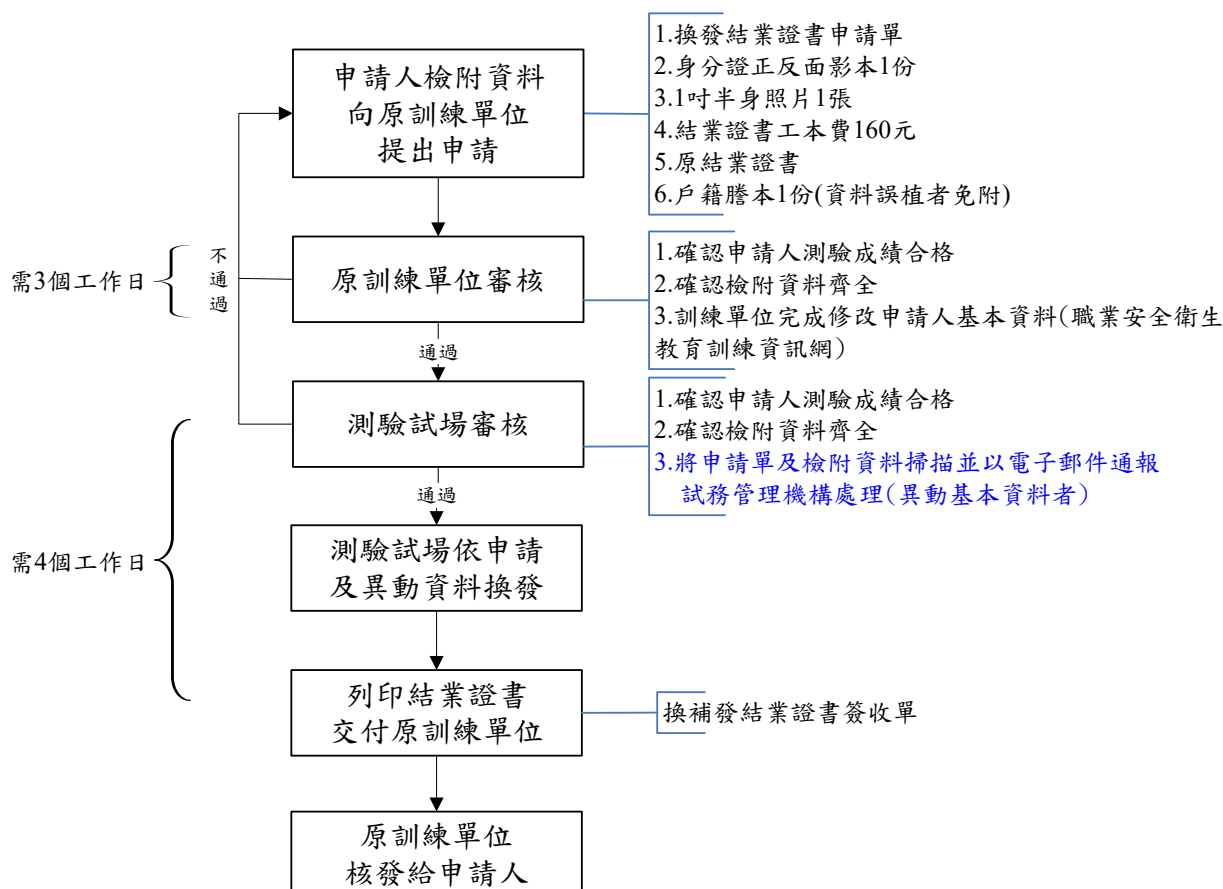 申請人檢附資料
向原訓練單位
提出申請
1.換發結業證書申請單
2.身分證正反面影本1份
3.1吋半身照片1張
4.結業證書工本費160元
5.原結業證書
6.戶籍謄本1份(資料誤植者免附)
需3個工作日
不通過
原訓練單位審核
1.確認申請人測驗成績合格
2.確認檢附資料齊全
3.訓練單位完成修改申請人基本資料(職業安全衛生
教育訓練資訊網)
通過
測驗試場審核
1.確認申請人測驗成績合格
2.確認檢附資料齊全
3.將申請單及檢附資料掃描並以電子郵件通報
試務管理機構處理(異動基本資料者)
通過
需4個工作日
測驗試場依申請
及異動資料換發
列印結業證書
交付原訓練單位
換補發結業證書簽收單
原訓練單位
核發給申請人